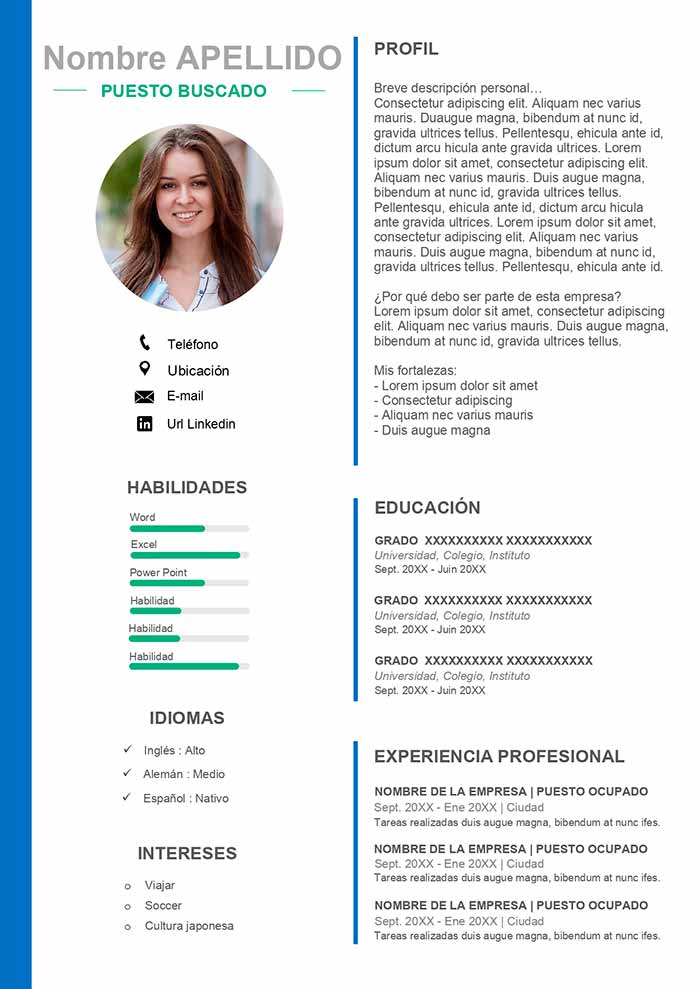 Nombre APELLIDO
PUESTO BUSCADO
Teléfono
Ubicación
E-mail
in
Url Linkedin
HABILIDADES
Word
Excel
Power Point
Habilidad
Habilidad
Habilidad
IDIOMAS
Inglés : Alto
Alemán : Medio
Español : Nativo
INTERESES
Viajar
Soccer
Cultura japonesa
PROFIL
Breve descripción personal…
Consectetur adipiscing elit. Aliquam nec varius
mauris. Duaugue magna, bibendum at nunc id,
gravida ultrices tellus. Pellentesqu, ehicula ante id,
dictum arcu hicula ante gravida ultrices. Lorem
ipsum dolor sit amet, consectetur adipiscing elit.
Aliquam nec varius mauris. Duis augue magna,
bibendum at nunc id, gravida ultrices tellus.
Pellentesqu, ehicula ante id, dictum arcu hicula
ante gravida ultrices. Lorem ipsum dolor sit amet,
consectetur adipiscing elit. Aliquam nec varius
mauris. Duis augue magna, bibendum at nunc id,
gravida ultrices tellus. Pellentesqu, ehicula ante id.
¿Por qué debo ser parte de esta empresa?
Lorem ipsum dolor sit amet, consectetur adipiscing
elit. Aliquam nec varius mauris. Duis augue magna,
bibendum at nunc id, gravida ultrices tellus.
Mis fortalezas:
- Lorem ipsum dolor sit amet
- Consectetur adipiscing
- Aliquam nec varius mauris
- Duis augue magna
EDUCACIÓN
GRADO XXXXXXXXXX XXXXXXXXXXX
Universidad, Colegio, Instituto
Sept. 20XX - Juin 20XX
GRADO XXXXXXXXXX XXXXXXXXXXX
Universidad, Colegio, Instituto
Sept. 20XX - Juin 20XX
GRADO XXXXXXXXXX XXXXXXXXXXX
Universidad, Colegio, Instituto
Sept. 20XX - Juin 20XX
EXPERIENCIA PROFESIONAL
NOMBRE DE LA EMPRESA | PUESTO OCUPADO
Sept. 20XX - Ene 20XX | Ciudad
Tareas realizadas duis augue magna, bibendum at nunc ifes.
NOMBRE DE LA EMPRESA | PUESTO OCUPADO
Sept. 20XX - Ene 20XX | Ciudad
Tareas realizadas duis augue magna, bibendum at nunc ifes.
NOMBRE DE LA EMPRESA | PUESTO OCUPADO
Sept. 20XX - Ene 20XX | Ciudad
Tareas realizadas duis augue magna, bibendum at nunc ifes.